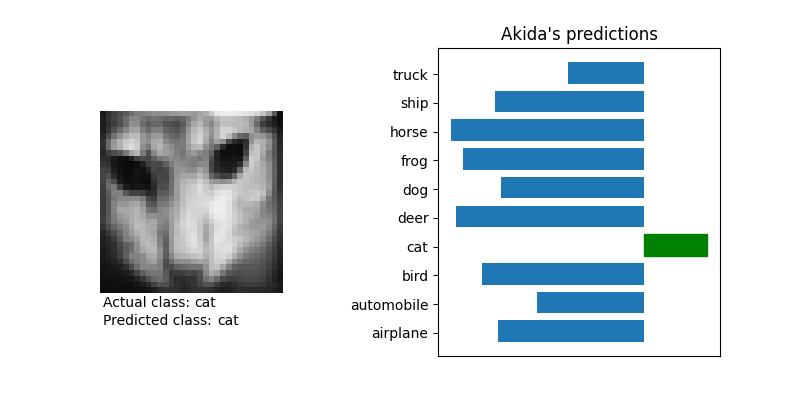 Akida's predictions
truck
ship
horse
frog
dog
deer
cat
bird
automobile
airplane
Actual class: cat
Predicted class: cat